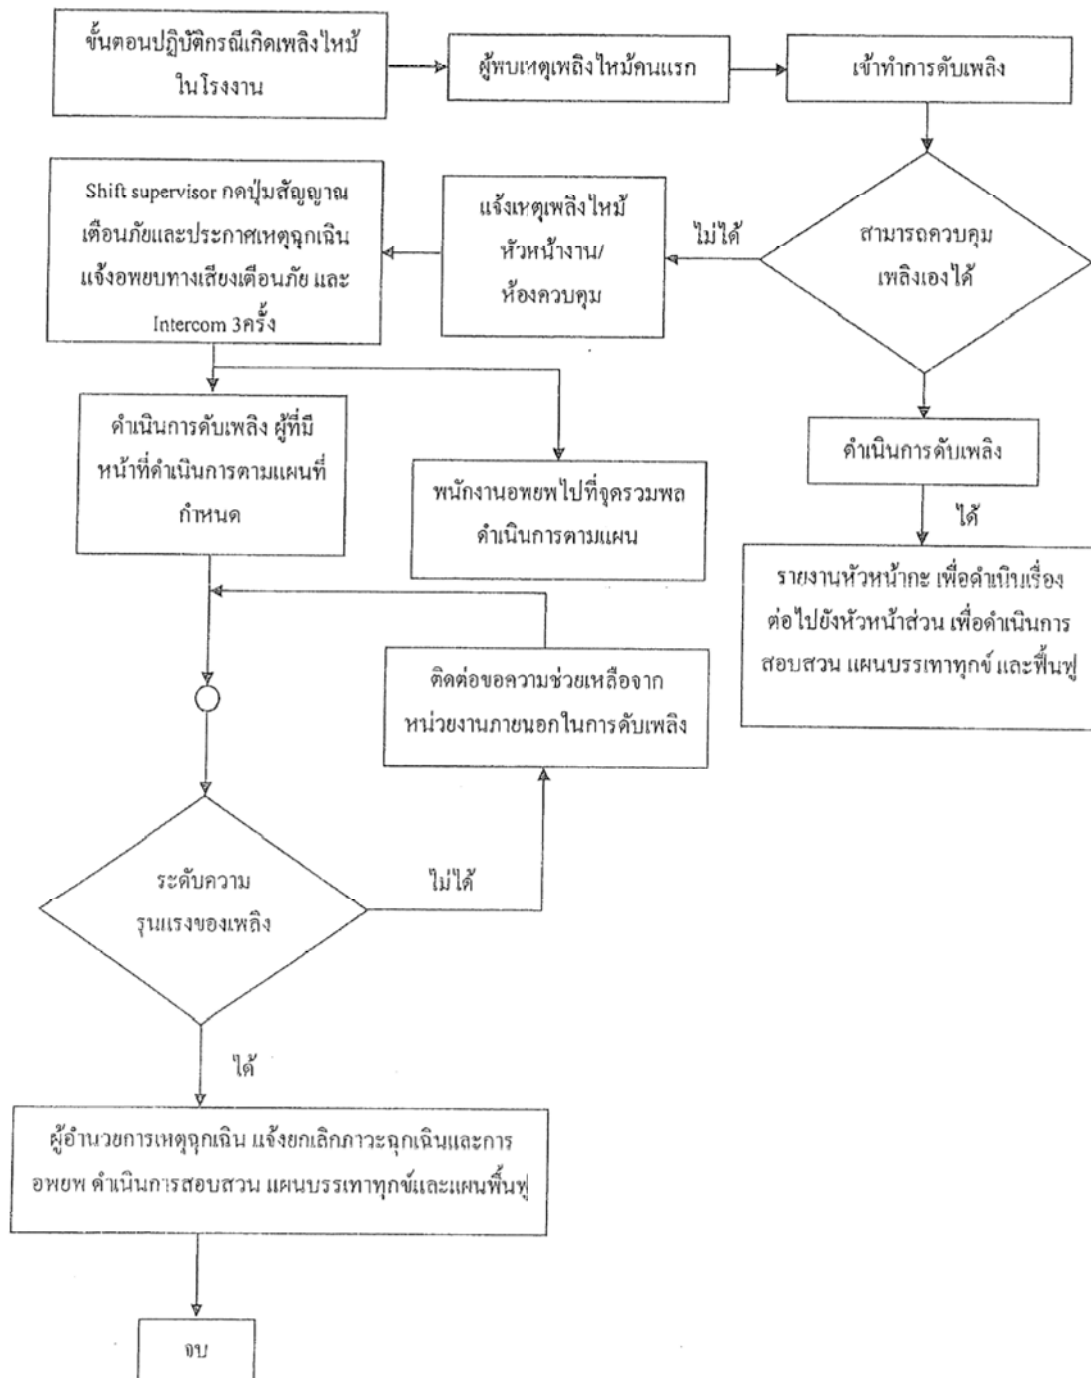 ขั้นตอนปฏิบัติกรณีเกิดเพลิงไหม้
ในโรงงาน
ผู้พบเหตุเพลิงไหม้คนแรก
เข้าทำการดับเพลิง
สามารถควบคุม
เพลิงเองได้
ไม่ได้
แจ้งเหตุเพลิงไหม้
หัวหน้างาน/
ห้องควบคุม
Shift supervisor กดปุ่มสัญญาณ
เตือนภัยและประกาศเหตุฉุกเฉิน
แจ้งอพยบทางเสียงเตือนภัย และ
Intercom 3ครั้ง
ดำเนินการดับเพลิง ผู้ที่มี
หน้าที่ดำเนินการตามแผนที่
กำหนด
พนักงานอพยพไปที่จุดรวมพล
ดำเนินการตามแผน
ดำเนินการดับเพลิง
ได้
รายงานหัวหน้ากะ เพื่อดำเนินเรื่อง
ต่อไปยังหัวหน้าส่วน เพื่อดำเนินการ
สอบสวน แผนบรรเทาทุกข์ และฟื้นฟู
ติดต่อขอความช่วยเหลือจาก
หน่วยงานภายนอกในการดับเพลิง
ระดับความ
รุนแรงของเพลิง
ไม่ได้
ได้
ผู้อำนวยการเหตุฉุกเฉิน แจ้งยกเลิกภาวะฉุกเฉินและการ
อพยพ ดำเนินการสอบสวน แผนบรรเทาทุกข์และแผนฟื้นฟู
จบ